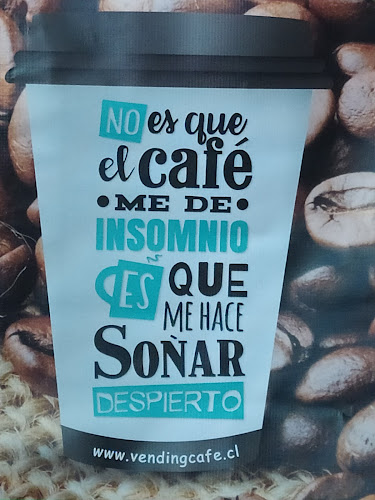 NO es que
el café
• ME DE •
INSOMNIO
ES QUE
ME HACE
SOÑAR
DESPIERTO
www.vendingcafe.cl